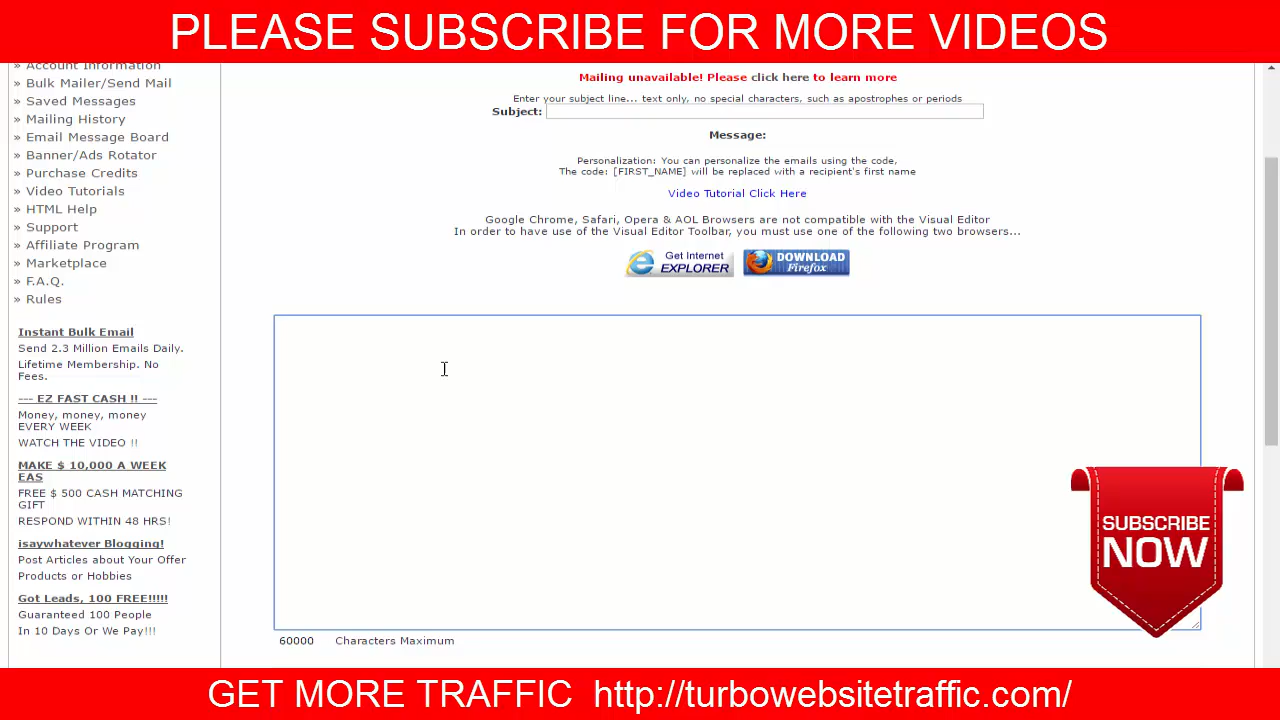 PLEASE SUBSCRIBE FOR MORE VIDEOS
» Account Information
» Bulk Mailer/Send Mail
» Saved Messages
» Mailing History
» Email Message Board
» Banner/Ads Rotator
» Purchase Credits
» Video Tutorials
» HTML Help
» Support
» Affiliate Program
» Marketplace
» F.A.Q.
» Rules
Instant Bulk Email
Send 2.3 Million Emails Daily.
Lifetime Membership. No
Fees.
--- EZ FAST CASH !! ---
Money, money, money
EVERY WEEK
WATCH THE VIDEO !!
MAKE $ 10,000 A WEEK
EAS
FREE $ 500 CASH MATCHING
GIFT
RESPOND WITHIN 48 HRS!
isaywhatever Blogging!
Post Articles about Your Offer
Products or Hobbies
Got Leads, 100 FREE!!!!!
Guaranteed 100 People
In 10 Days Or We Pay!!!
Mailing unavailable! Please click here to learn more
Enter your subject line... text only, no special characters, such as apostrophes or periods
Subject:
Message:
Personalization: You can personalize the emails using the code,
The code: [FIRST_NAME] will be replaced with a recipient's first name
Video Tutorial Click Here
Google Chrome, Safari, Opera & AOL Browsers are not compatible with the Visual Editor
In order to have use of the Visual Editor Toolbar, you must use one of the following two browsers...
Get Internet
EXPLORER
DOWNLOAD
Firefox
60000 Characters Maximum
SUBSCRIBE
NOW
GET MORE TRAFFIC http://turbowebsitetraffic.com/